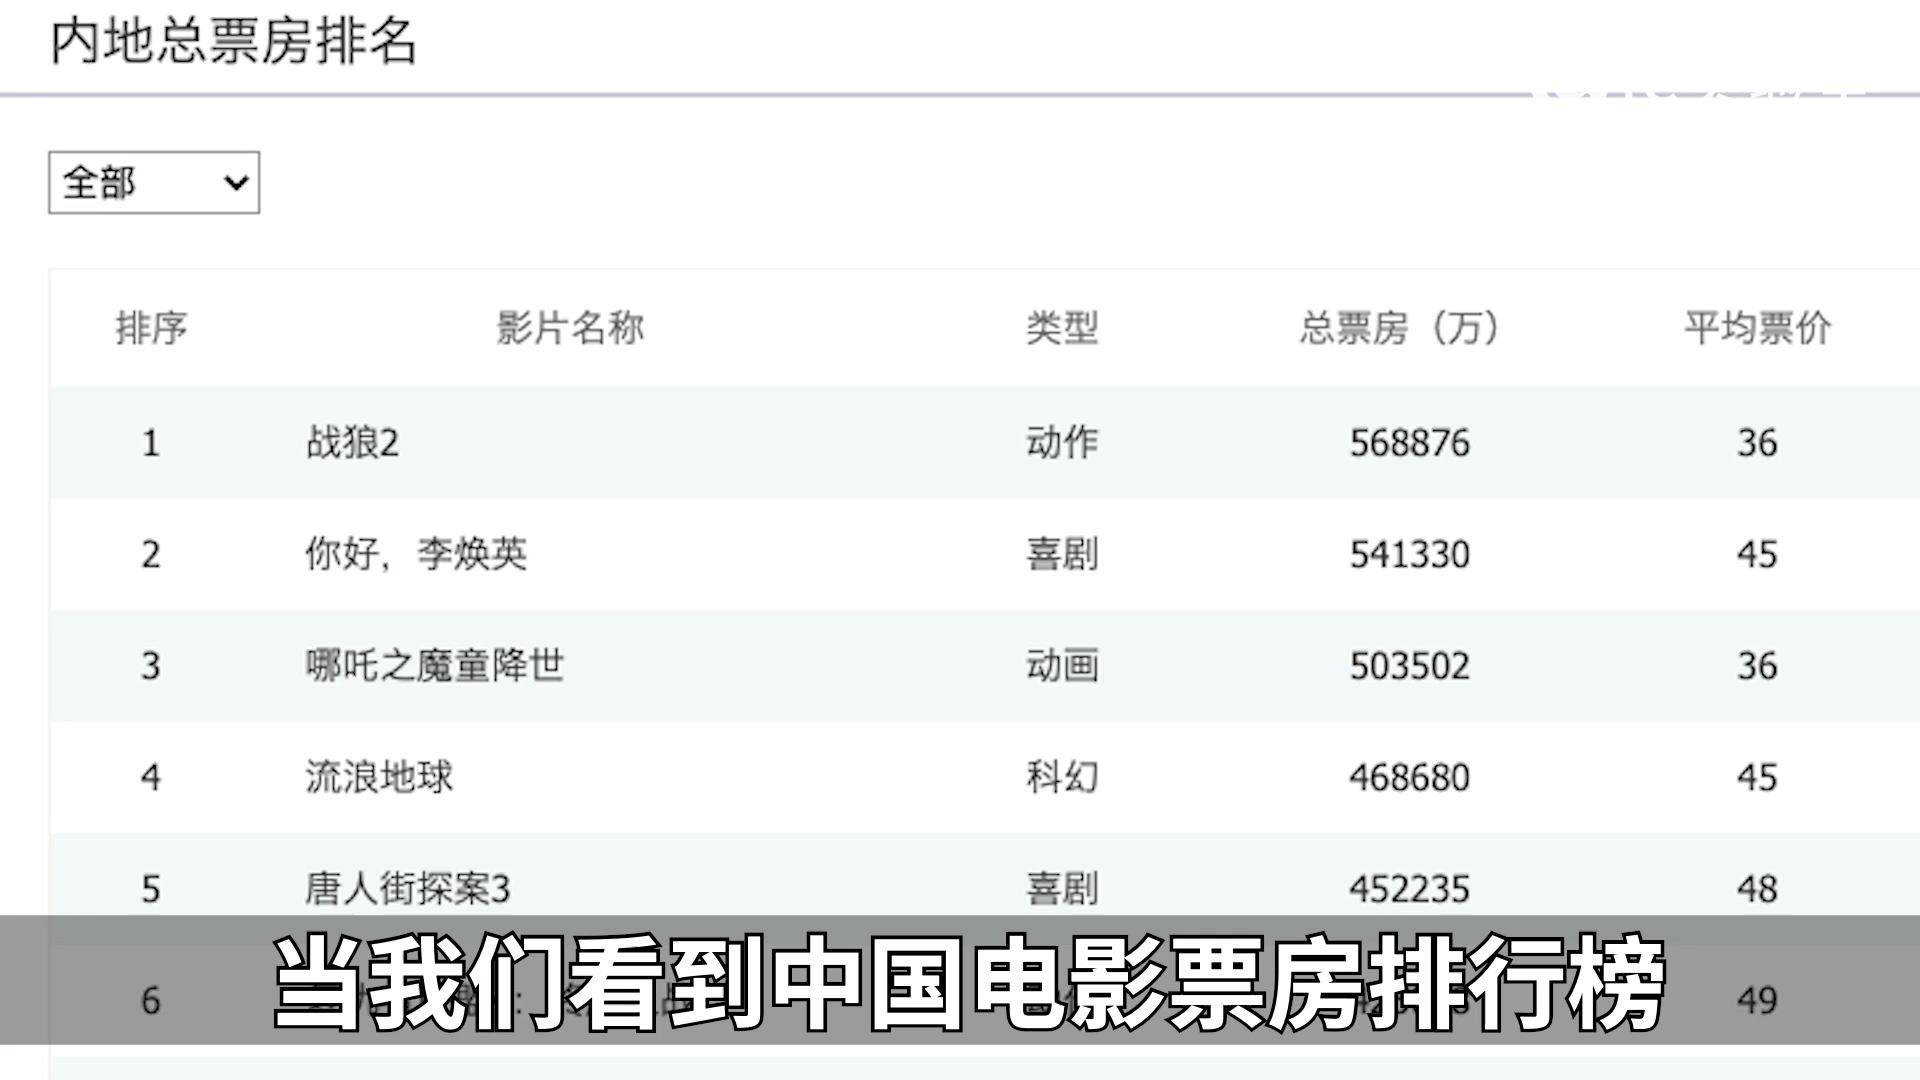 内地总票房排名
全部
排序 影片名称 类型 总票房（万） 平均票价
1 战狼2 动作 568876 36
2 你好，李焕英 喜剧 541330 45
3 哪吒之魔童降世 动画 503502 36
4 流浪地球 科幻 468680 45
5 唐人街探案3 喜剧 452235 48
6 49
当我们看到中国电影票房排行榜